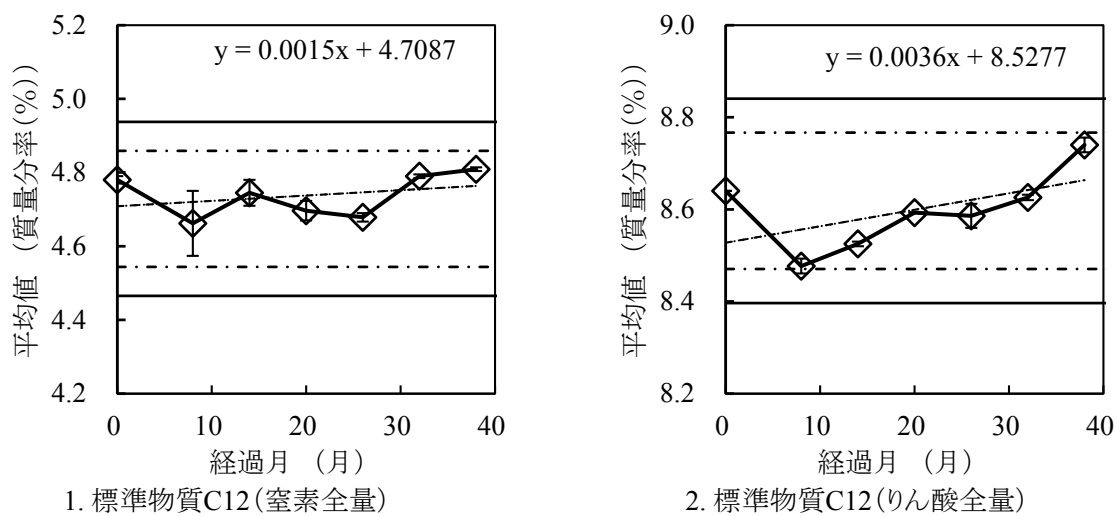 y = 0.0015x + 4.7087
平均値 (質量分率(%))
5.2
5.0
4.8
4.6
4.4
4.2
0
10
20
30
40
経過月 (月)
1. 標準物質C12(窒素全量)
y = 0.0036x + 8.5277
平均値 (質量分率(%))
9.0
8.8
8.6
8.4
8.2
0
10
20
30
40
経過月 (月)
2. 標準物質C12(りん酸全量)